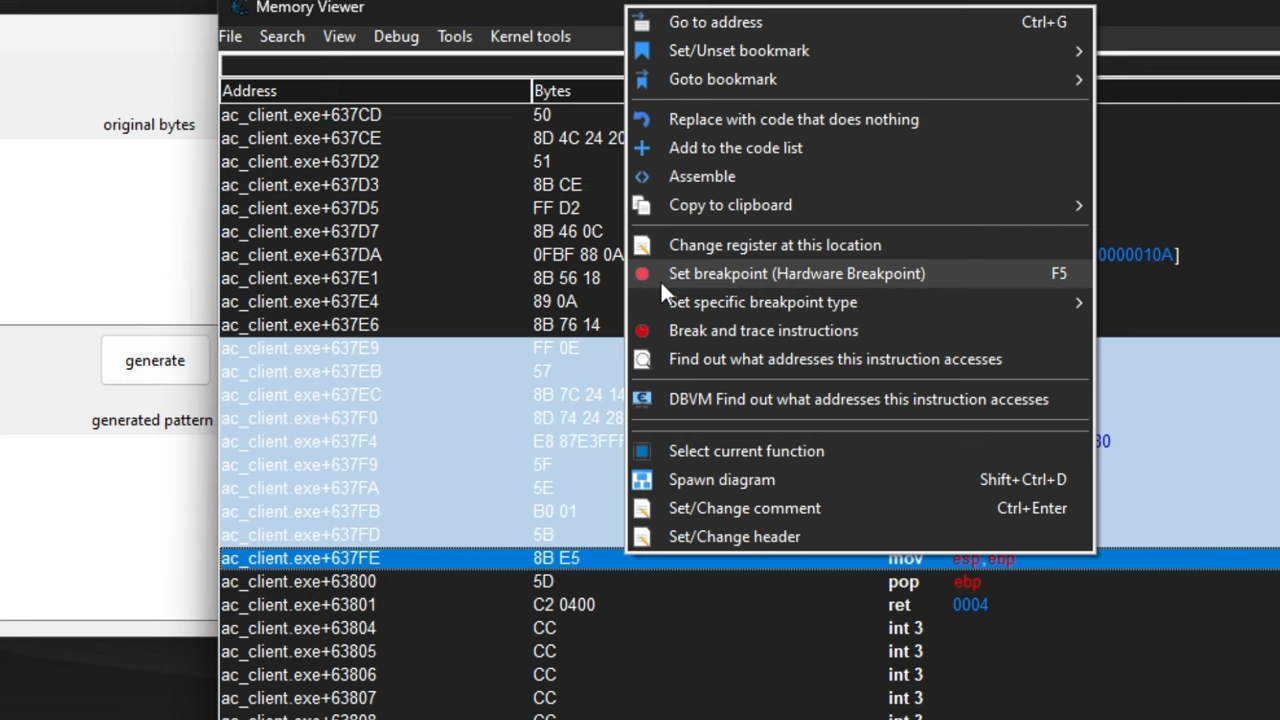 Memory Viewer
File Search View Debug Tools Kernel tools
Address Bytes
original bytes
generate
generated pattern
ac_client.exe+637CD 50
ac_client.exe+637CE 8D 4C 24 20
ac_client.exe+637D2 51
ac_client.exe+637D3 8B CE
ac_client.exe+637D5 FF D2
ac_client.exe+637D7 8B 46 0C
ac_client.exe+637DA 0FBF 88 0A 0000010A]
ac_client.exe+637E1 8B 56 18
ac_client.exe+637E4 89 0A
ac_client.exe+637E6 8B 76 14
ac_client.exe+637E9 FF 0E
ac_client.exe+637EB 57
ac_client.exe+637EC 8B 7C 24 14
ac_client.exe+637F0 8D 74 24 28
ac_client.exe+637F4 E8 87E3FFF
ac_client.exe+637F9 5F
ac_client.exe+637FA 5E
ac_client.exe+637FB B0 01
ac_client.exe+637FD 5B
ac_client.exe+637FE 8B E5 mov esp,ebp
ac_client.exe+63800 5D pop ebp
ac_client.exe+63801 C2 0400 ret 0004
ac_client.exe+63804 CC int 3
ac_client.exe+63805 CC int 3
ac_client.exe+63806 CC int 3
ac_client.exe+63807 CC int 3
ac_client.exe+63808 CC int 3
Go to address Ctrl+G
Set/Unset bookmark
Goto bookmark
Replace with code that does nothing
Add to the code list
Assemble
Copy to clipboard
Change register at this location
Set breakpoint (Hardware Breakpoint) F5
Set specific breakpoint type
Break and trace instructions
Find out what addresses this instruction accesses
DBVM Find out what addresses this instruction accesses
Select current function
Spawn diagram Shift+Ctrl+D
Set/Change comment Ctrl+Enter
Set/Change header